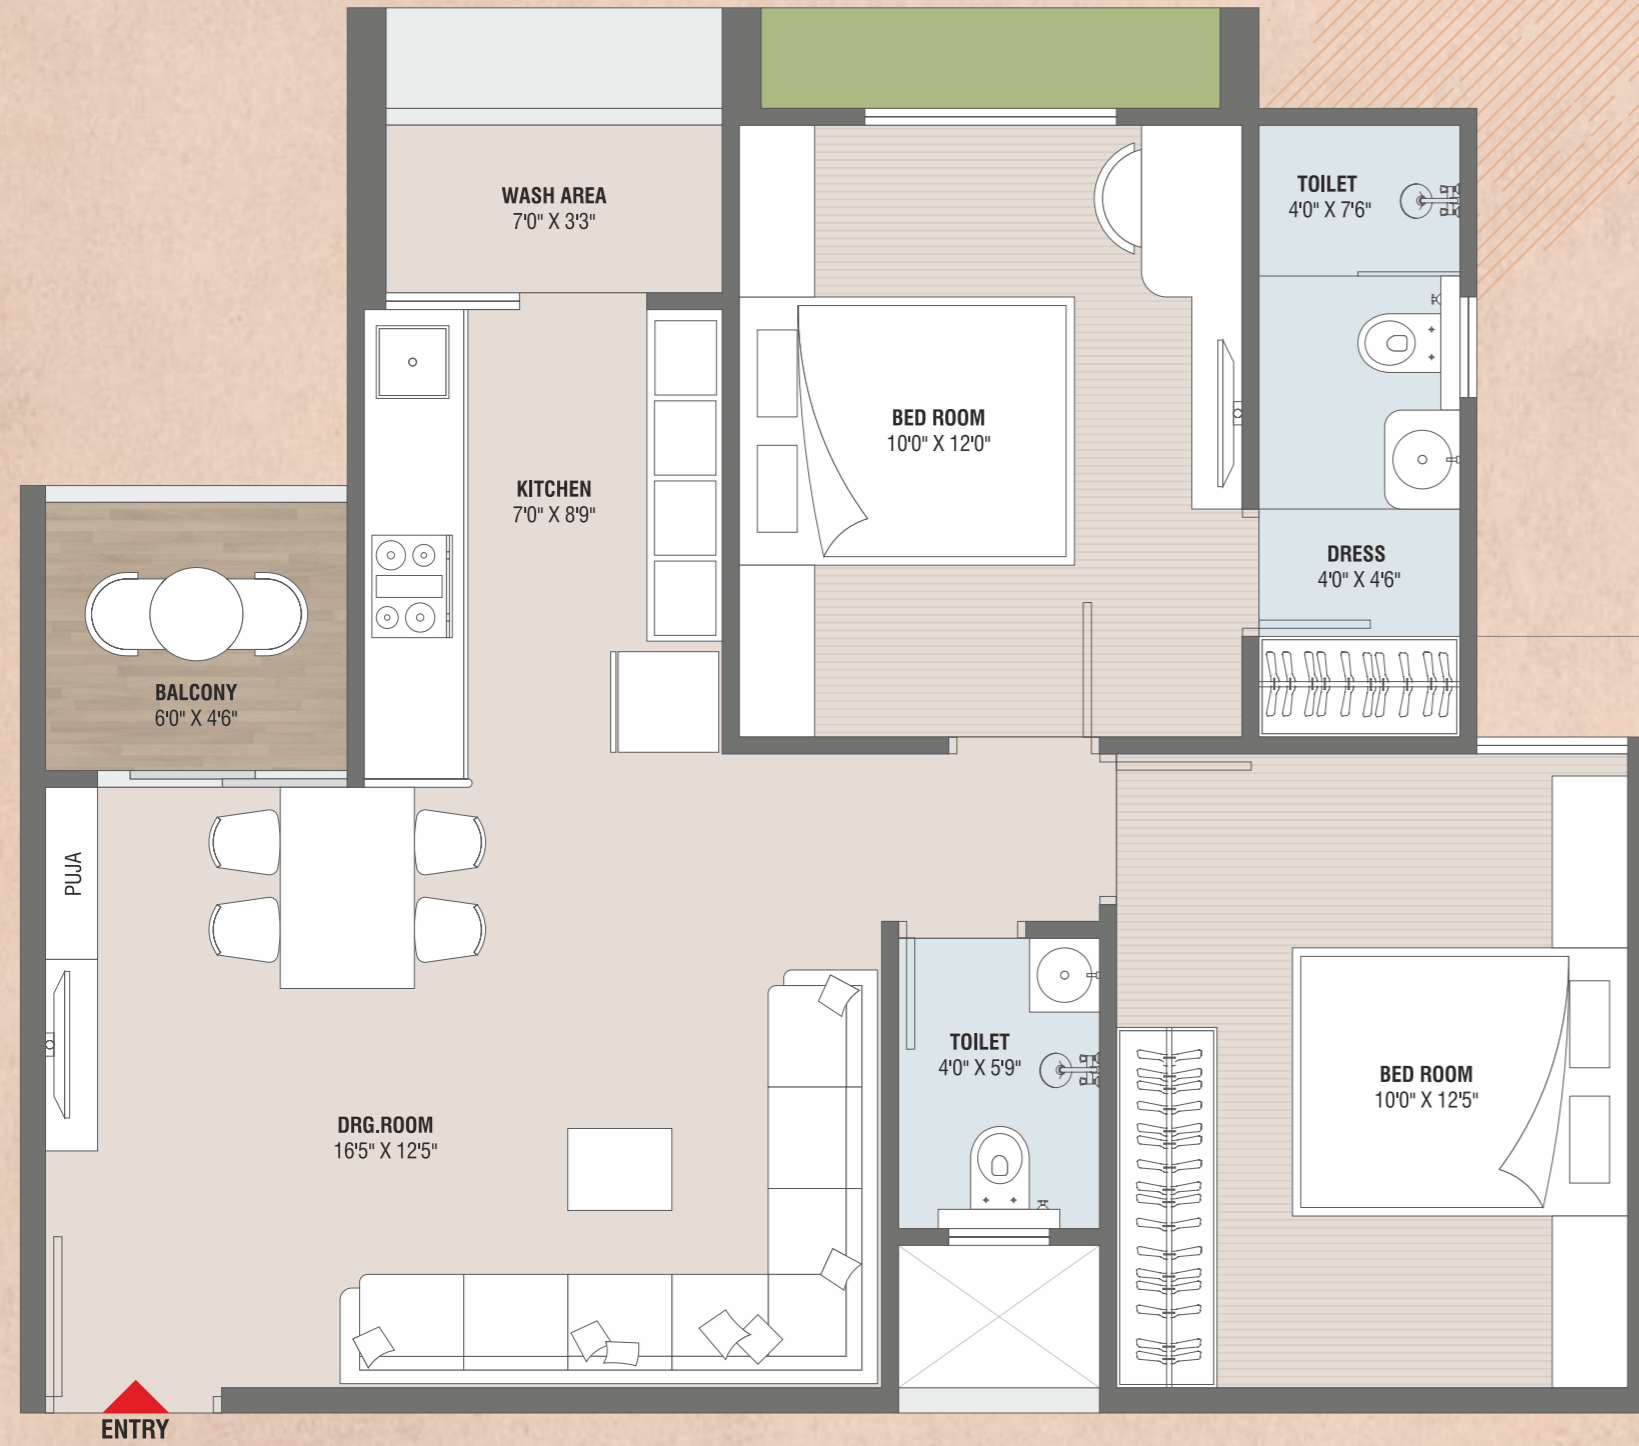 WASH AREA
7'0" X 3'3"
TOILET
4'0" X 7'6"
BED ROOM
10'0" X 12'0"
KITCHEN
7'0" X 8'9"
DRESS
4'0" X 4'6"
BALCONY
6'0" X 4'6"
PUJA
TOILET
4'0" X 5'9"
BED ROOM
10'0" X 12'5"
DRG.ROOM
16'5" X 12'5"
ENTRY